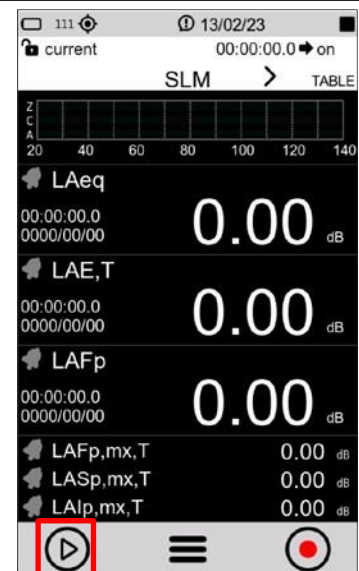 111 13/02/23
current 00:00:00.0 on
SLM > TABLE
Z
C
A
20 40 60 80 100 120 140
LAeq
00:00:00.0
0000/00/00
0.00 dB
LAE,T
00:00:00.0
0000/00/00
0.00 dB
LAFp
00:00:00.0
0000/00/00
0.00 dB
LAFp,mx,T 0.00 dB
LASp,mx,T 0.00 dB
LAIp,mx,T 0.00 dB